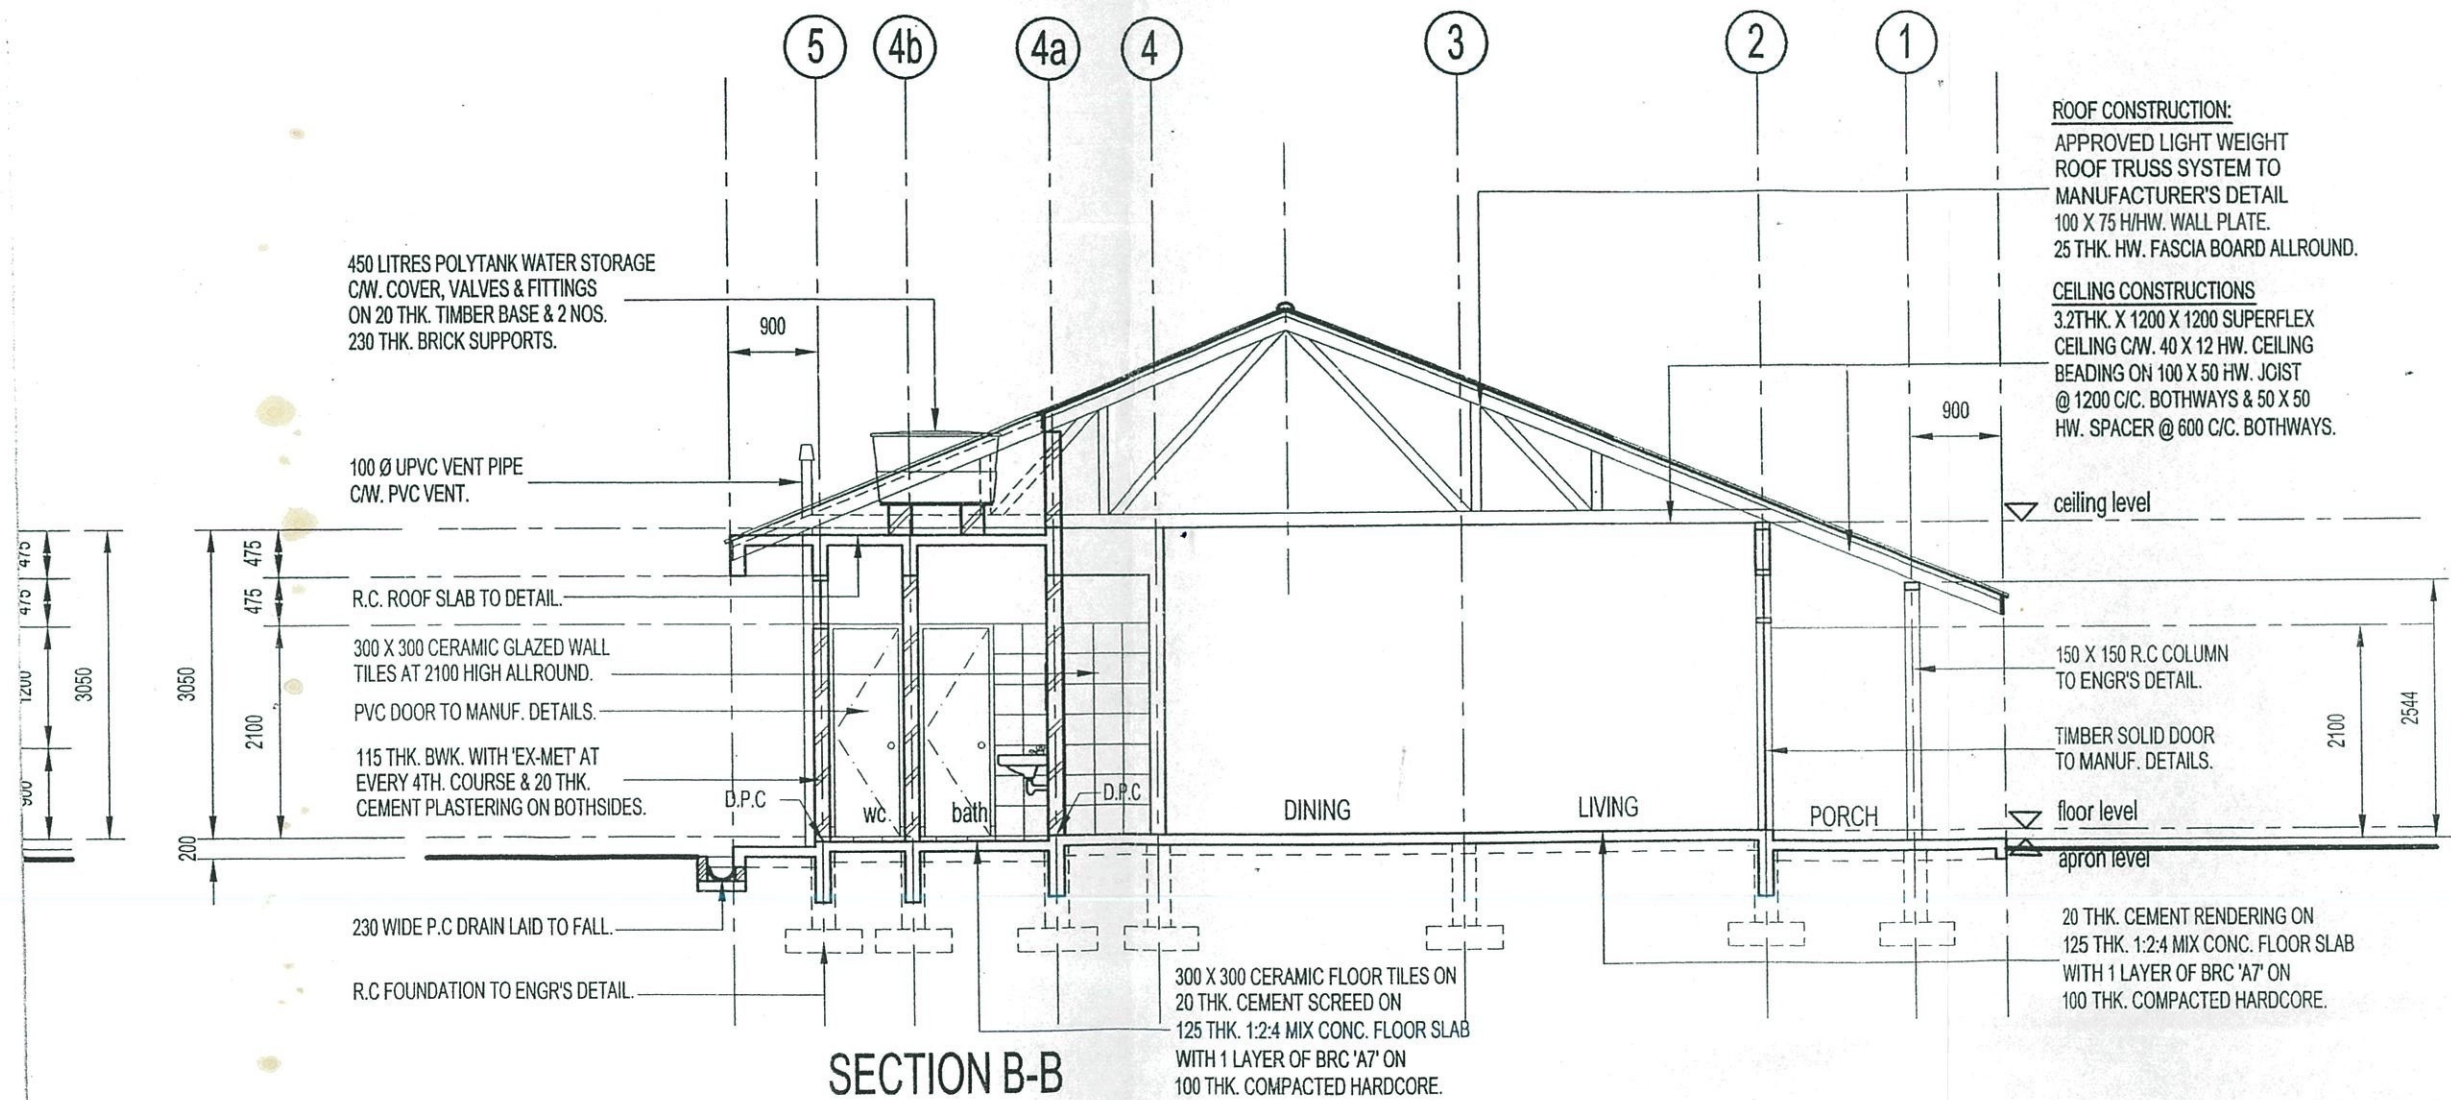 5
4b
4a
4
3
2
1
ROOF CONSTRUCTION:
APPROVED LIGHT WEIGHT
ROOF TRUSS SYSTEM TO
MANUFACTURER'S DETAIL
100 X 75 H/HW. WALL PLATE.
25 THK. HW. FASCIA BOARD ALLROUND.
CEILING CONSTRUCTIONS
3.2THK. X 1200 X 1200 SUPERFLEX
CEILING C/W. 40 X 12 HW. CEILING
BEADING ON 100 X 50 HW. JOIST
@ 1200 C/C. BOTHWAYS & 50 X 50
HW. SPACER @ 600 C/C. BOTHWAYS.
450 LITRES POLYTANK WATER STORAGE
C/W. COVER, VALVES & FITTINGS
ON 20 THK. TIMBER BASE & 2 NOS.
230 THK. BRICK SUPPORTS.
900
900
100 Ø UPVC VENT PIPE
C/W. PVC VENT.
ceiling level
475
475
1200
900
3050
3050
200
475
475
2100
R.C. ROOF SLAB TO DETAIL.
300 X 300 CERAMIC GLAZED WALL
TILES AT 2100 HIGH ALLROUND.
PVC DOOR TO MANUF. DETAILS.
115 THK. BWK. WITH 'EX-MET' AT
EVERY 4TH. COURSE & 20 THK.
CEMENT PLASTERING ON BOTHSIDES.
D.P.C
wc.
bath
D.P.C
DINING
LIVING
PORCH
150 X 150 R.C COLUMN
TO ENGR'S DETAIL.
TIMBER SOLID DOOR
TO MANUF. DETAILS.
2100
2544
floor level
apron level
230 WIDE P.C DRAIN LAID TO FALL.
R.C FOUNDATION TO ENGR'S DETAIL.
300 X 300 CERAMIC FLOOR TILES ON
20 THK. CEMENT SCREED ON
125 THK. 1:2:4 MIX CONC. FLOOR SLAB
WITH 1 LAYER OF BRC 'A7' ON
100 THK. COMPACTED HARDCORE.
20 THK. CEMENT RENDERING ON
125 THK. 1:2:4 MIX CONC. FLOOR SLAB
WITH 1 LAYER OF BRC 'A7' ON
100 THK. COMPACTED HARDCORE.
SECTION B-B